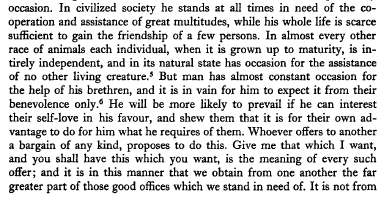 occasion. In civilized society he stands at all times in need of the co-
operation and assistance of great multitudes, while his whole life is scarce
sufficient to gain the friendship of a few persons. In almost every other
race of animals each individual, when it is grown up to maturity, is in-
tirely independent, and in its natural state has occasion for the assistance
of no other living creature.⁵ But man has almost constant occasion for
the help of his brethren, and it is in vain for him to expect it from their
benevolence only.⁶ He will be more likely to prevail if he can interest
their self-love in his favour, and shew them that it is for their own ad-
vantage to do for him what he requires of them. Whoever offers to another
a bargain of any kind, proposes to do this. Give me that which I want,
and you shall have this which you want, is the meaning of every such
offer; and it is in this manner that we obtain from one another the far
greater part of those good offices which we stand in need of. It is not from